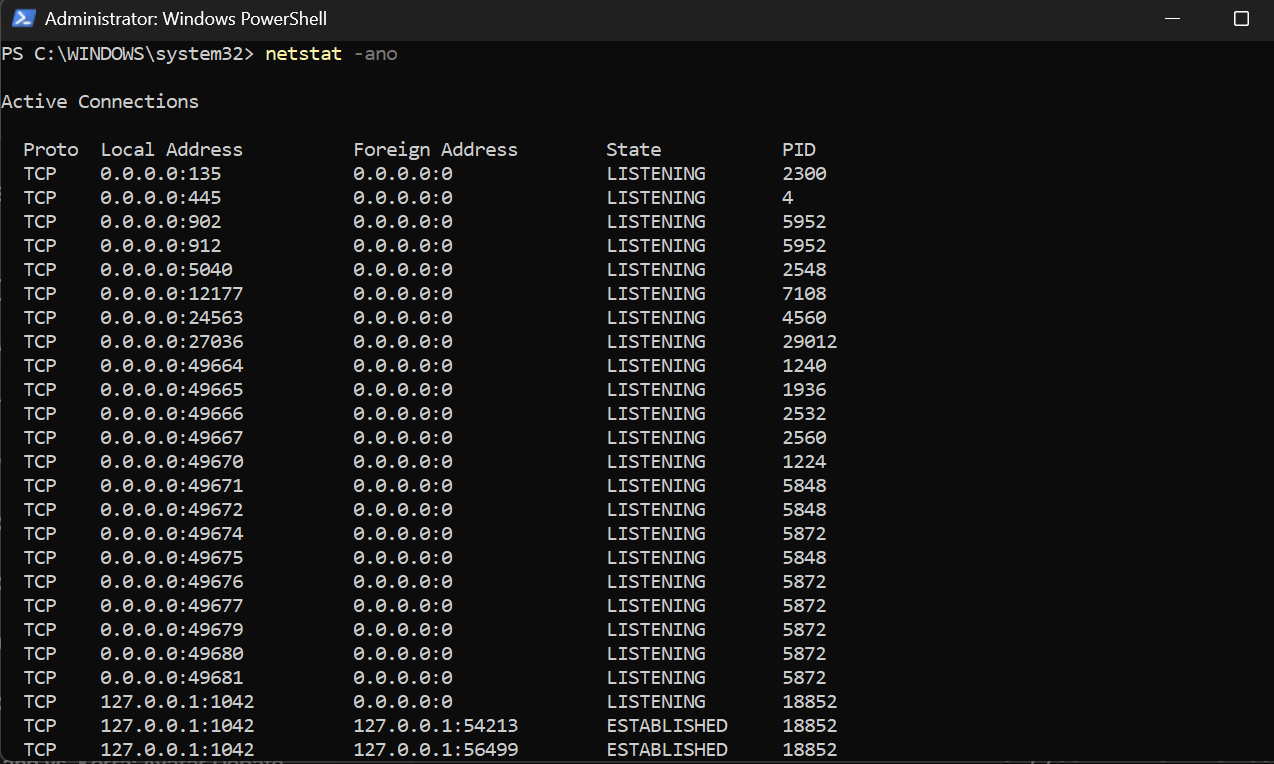 Administrator: Windows PowerShell
PS C:\WINDOWS\system32> netstat -ano
Active Connections
Proto  Local Address          Foreign Address        State           PID
TCP    0.0.0.0:135            0.0.0.0:0              LISTENING       2300
TCP    0.0.0.0:445            0.0.0.0:0              LISTENING       4
TCP    0.0.0.0:902            0.0.0.0:0              LISTENING       5952
TCP    0.0.0.0:912            0.0.0.0:0              LISTENING       5952
TCP    0.0.0.0:5040           0.0.0.0:0              LISTENING       2548
TCP    0.0.0.0:12177          0.0.0.0:0              LISTENING       7108
TCP    0.0.0.0:24563          0.0.0.0:0              LISTENING       4560
TCP    0.0.0.0:27036          0.0.0.0:0              LISTENING       29012
TCP    0.0.0.0:49664          0.0.0.0:0              LISTENING       1240
TCP    0.0.0.0:49665          0.0.0.0:0              LISTENING       1936
TCP    0.0.0.0:49666          0.0.0.0:0              LISTENING       2532
TCP    0.0.0.0:49667          0.0.0.0:0              LISTENING       2560
TCP    0.0.0.0:49670          0.0.0.0:0              LISTENING       1224
TCP    0.0.0.0:49671          0.0.0.0:0              LISTENING       5848
TCP    0.0.0.0:49672          0.0.0.0:0              LISTENING       5848
TCP    0.0.0.0:49674          0.0.0.0:0              LISTENING       5872
TCP    0.0.0.0:49675          0.0.0.0:0              LISTENING       5848
TCP    0.0.0.0:49676          0.0.0.0:0              LISTENING       5872
TCP    0.0.0.0:49677          0.0.0.0:0              LISTENING       5872
TCP    0.0.0.0:49679          0.0.0.0:0              LISTENING       5872
TCP    0.0.0.0:49680          0.0.0.0:0              LISTENING       5872
TCP    0.0.0.0:49681          0.0.0.0:0              LISTENING       5872
TCP    127.0.0.1:1042         0.0.0.0:0              LISTENING       18852
TCP    127.0.0.1:1042         127.0.0.1:54213        ESTABLISHED     18852
TCP    127.0.0.1:1042         127.0.0.1:56499        ESTABLISHED     18852